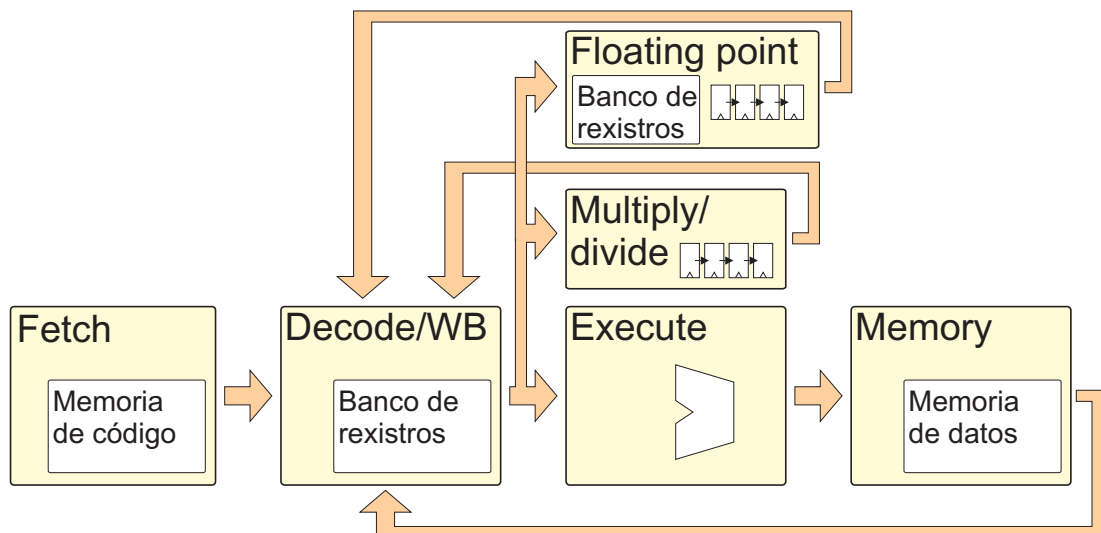 Floating point
Banco de
rexistros
Multiply/
divide
Fetch
Memoria
de código
Decode/WB
Banco de
rexistros
Execute
Memory
Memoria
de datos